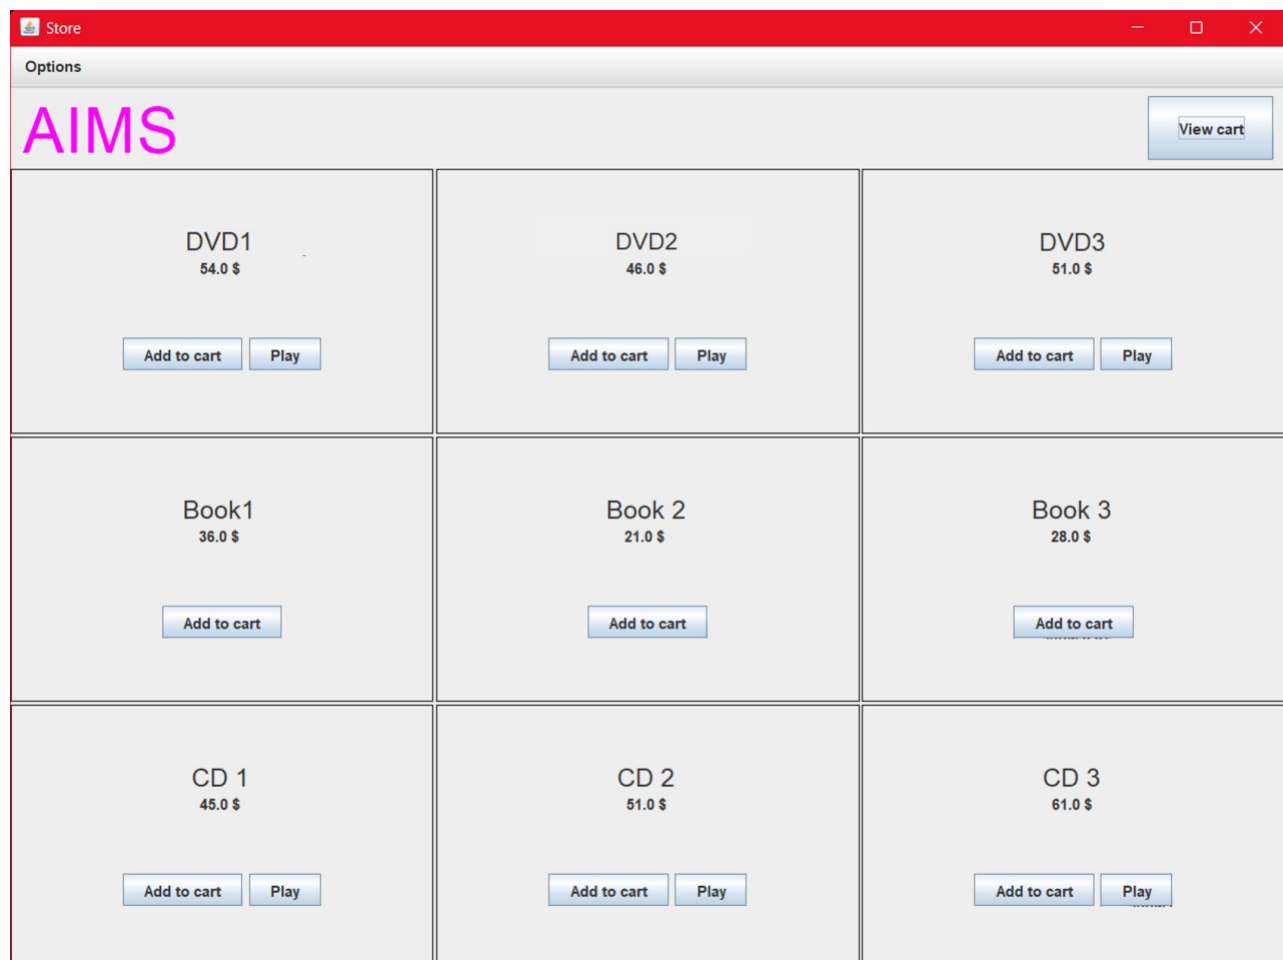 Store
Options
AIMS
View cart
DVD1
54.0 $
Add to cart Play
DVD2
46.0 $
Add to cart Play
DVD3
51.0 $
Add to cart Play
Book1
36.0 $
Add to cart
Book 2
21.0 $
Add to cart
Book 3
28.0 $
Add to cart
CD 1
45.0 $
Add to cart Play
CD 2
51.0 $
Add to cart Play
CD 3
61.0 $
Add to cart Play